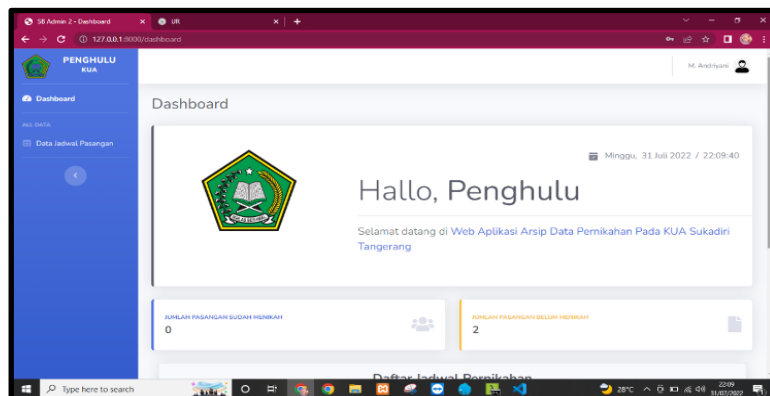 SB Admin 2 - Dashboard
UR
127.0.0.1:8000/dashboard
PENGHULU
KUA
M. Andriyani
Dashboard
Dashboard
ALL DATA
Data Jadwal Pasangan
Minggu, 31 Juli 2022 / 22:09:40
Hallo, Penghulu
Selamat datang di Web Aplikasi Arsip Data Pernikahan Pada KUA Sukadiri
Tangerang
JUMLAH PASANGAN SUDAH MENIKAH
0
JUMLAH PASANGAN BELUM MENIKAH
2
Daftar Jadwal Pernikahan
Type here to search
28°C
22:09
31/07/2022